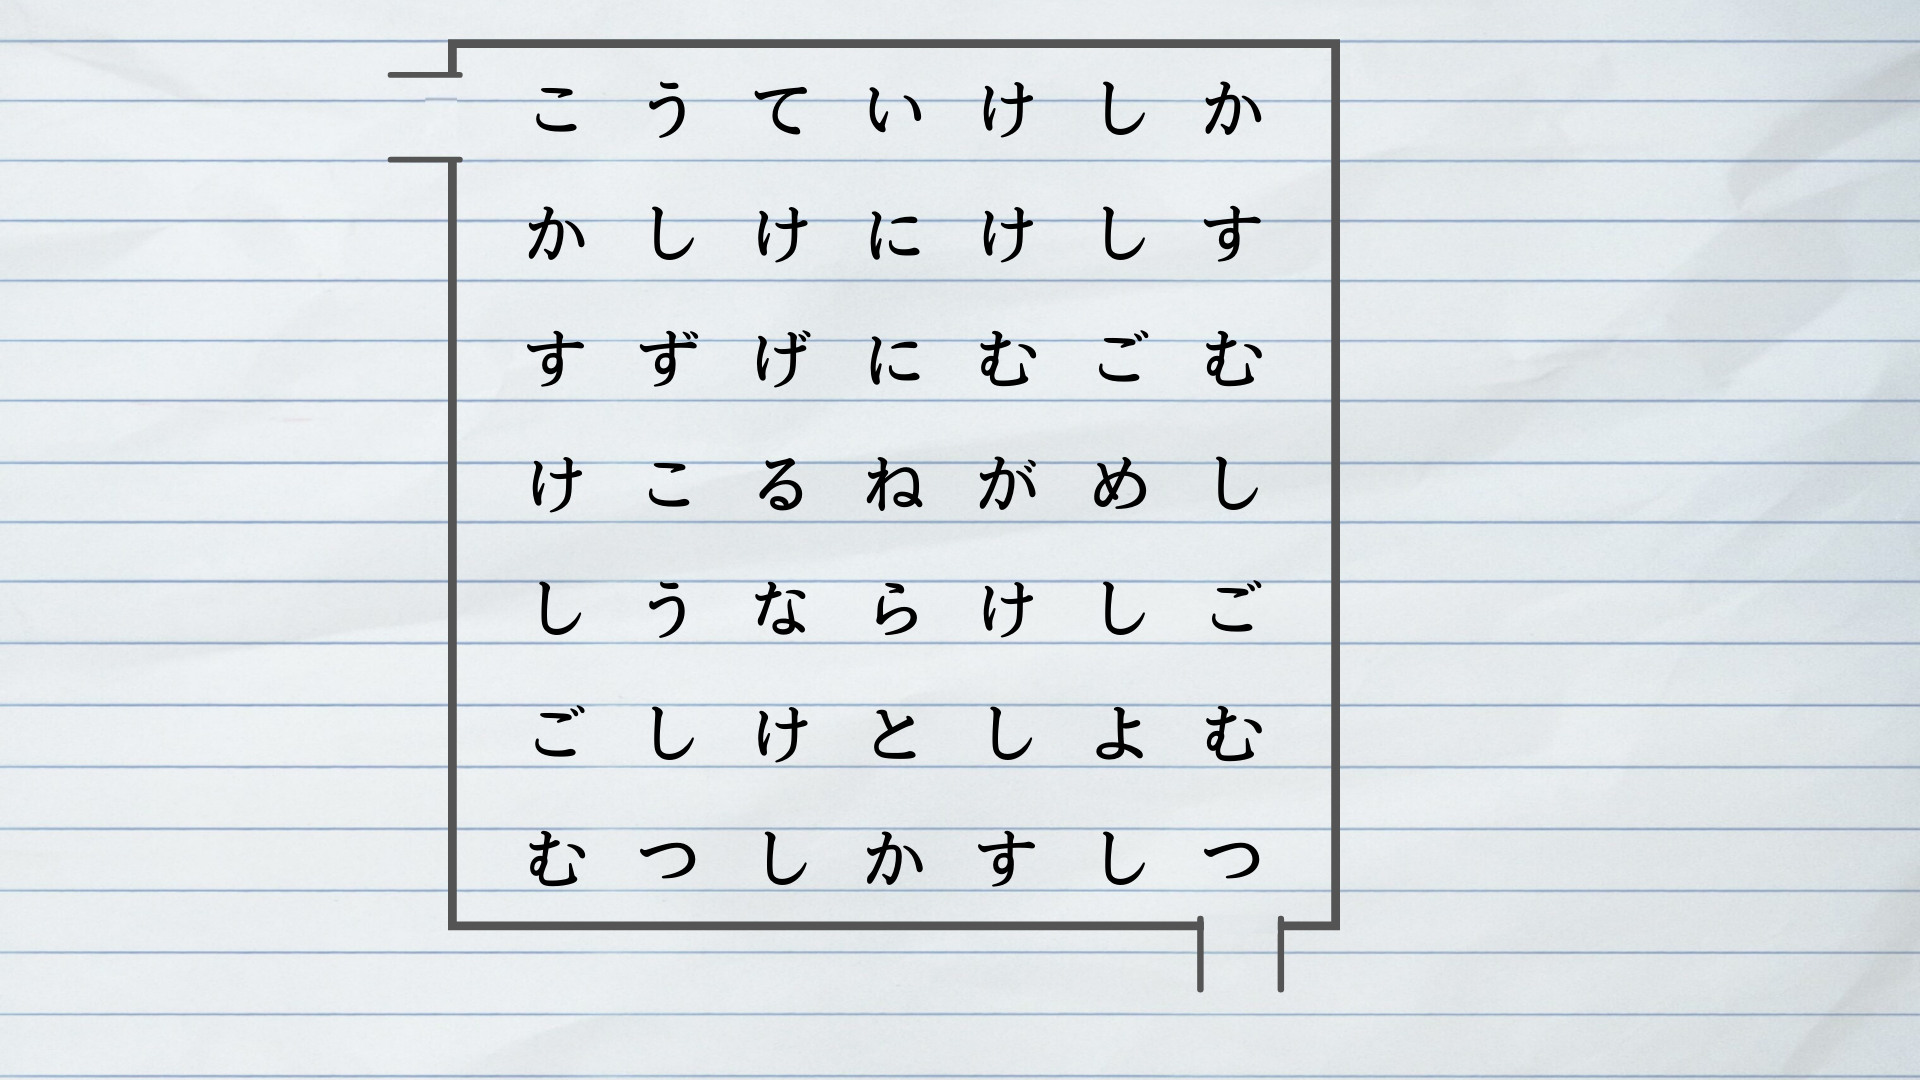 こ う て い け し か
か し け に け し す
す ず げ に む ご む
け こ る ね が め し
し う な ら け し ご
ご し け と し よ む
む つ し か す し つ